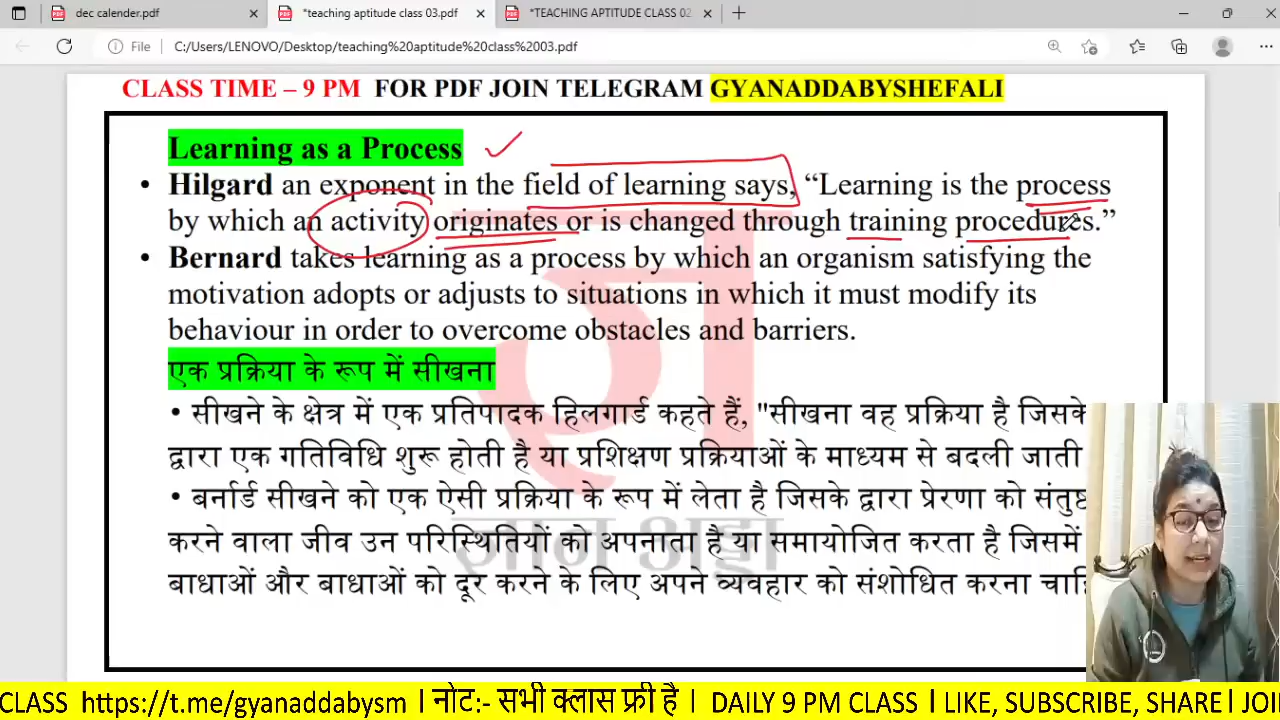 dec calender.pdf
*teaching aptitude class 03.pdf
*TEACHING APTITUDE CLASS 02
File C:/Users/LENOVO/Desktop/teaching%20aptitude%20class%2003.pdf
CLASS TIME – 9 PM FOR PDF JOIN TELEGRAM GYANADDABYSHEFALI
Learning as a Process
• Hilgard an exponent in the field of learning says, “Learning is the process
by which an activity originates or is changed through training procedures.”
• Bernard takes learning as a process by which an organism satisfying the
motivation adopts or adjusts to situations in which it must modify its
behaviour in order to overcome obstacles and barriers.
एक प्रक्रिया के रूप में सीखना
• सीखने के क्षेत्र में एक प्रतिपादक हिलगार्ड कहते हैं, "सीखना वह प्रक्रिया है जिसके
द्वारा एक गतिविधि शुरू होती है या प्रशिक्षण प्रक्रियाओं के माध्यम से बदली जाती
• बर्नार्ड सीखने को एक ऐसी प्रक्रिया के रूप में लेता है जिसके द्वारा प्रेरणा को संतुष्ट
करने वाला जीव उन परिस्थितियों को अपनाता है या समायोजित करता है जिसमें
बाधाओं और बाधाओं को दूर करने के लिए अपने व्यवहार को संशोधित करना
ज्ञान अड्डा
CLASS https://t.me/gyanaddabysm । नोट:- सभी क्लास फ्री है । DAILY 9 PM CLASS । LIKE, SUBSCRIBE, SHARE। JOI